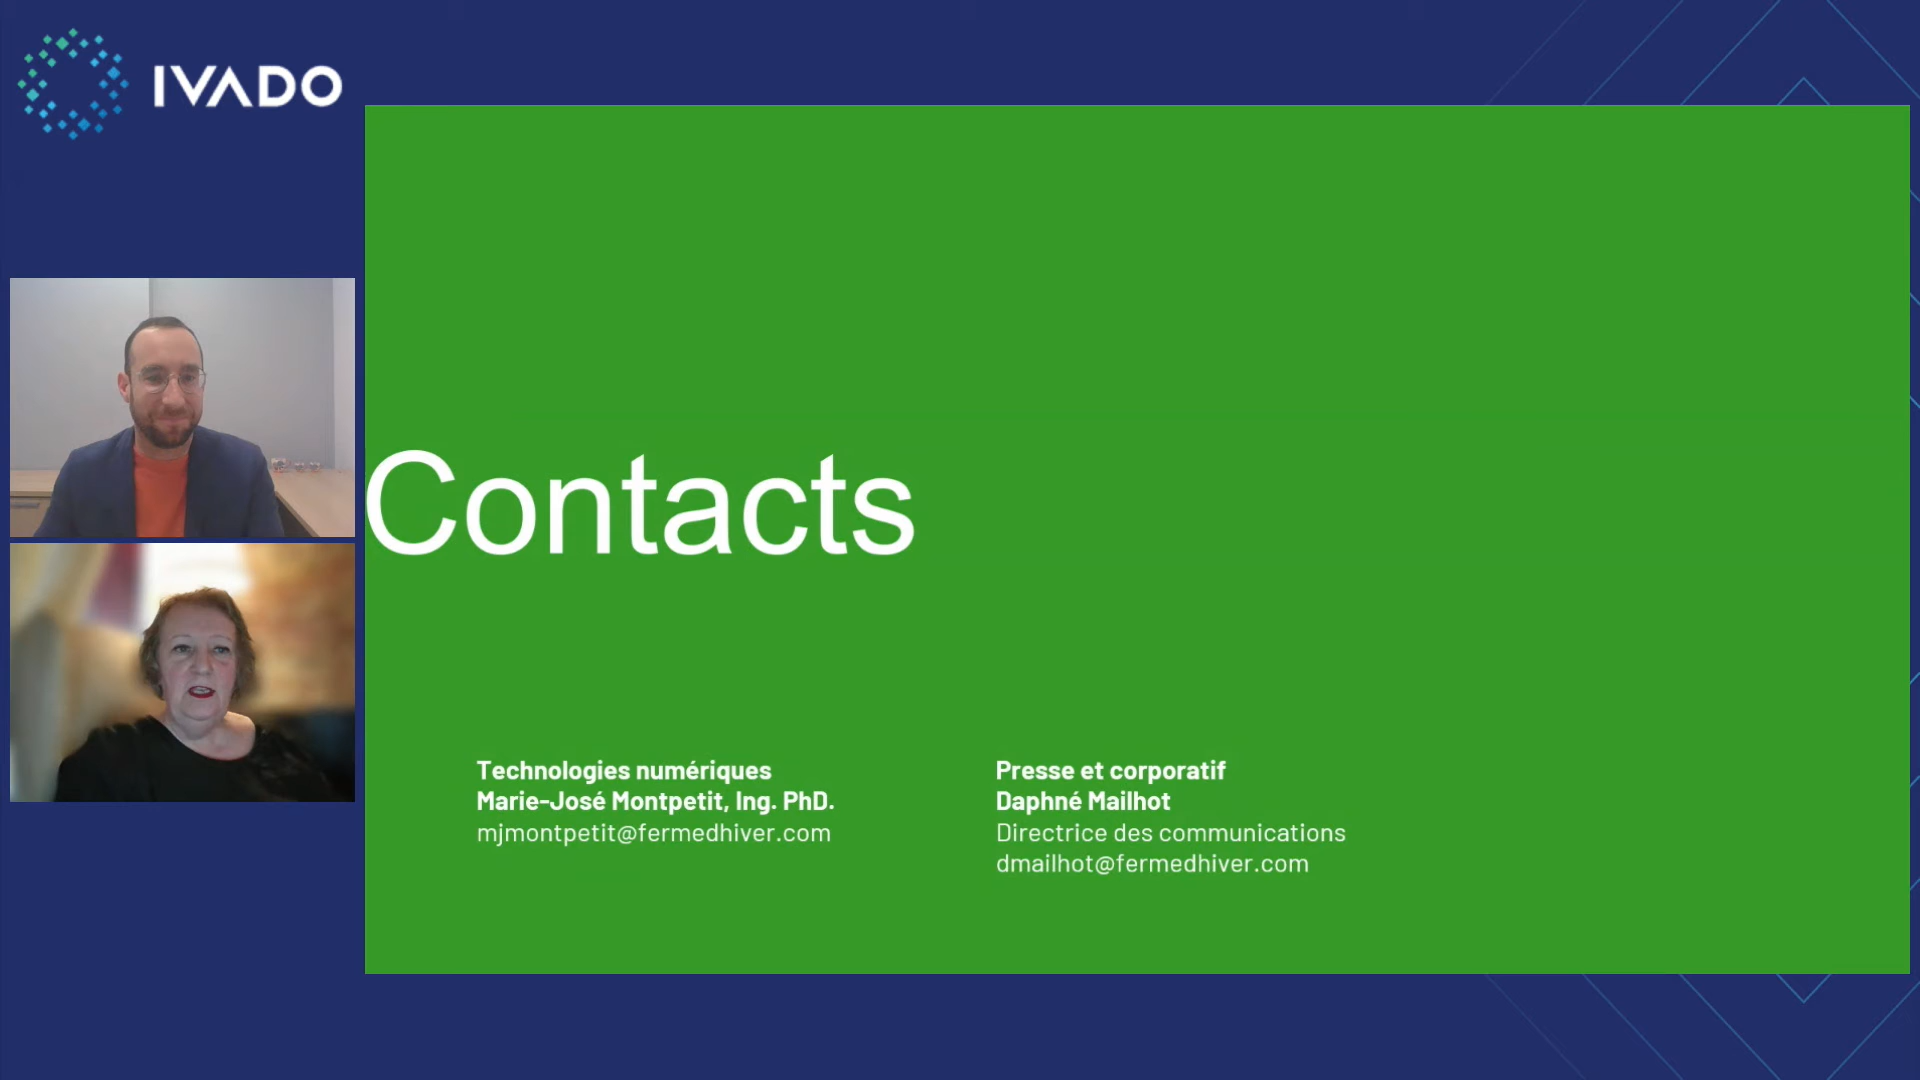 IVADO
Contacts
Technologies numériques
Marie-José Montpetit, Ing. PhD.
mjmontpetit@fermedhiver.com
Presse et corporatif
Daphné Mailhot
Directrice des communications
dmailhot@fermedhiver.com